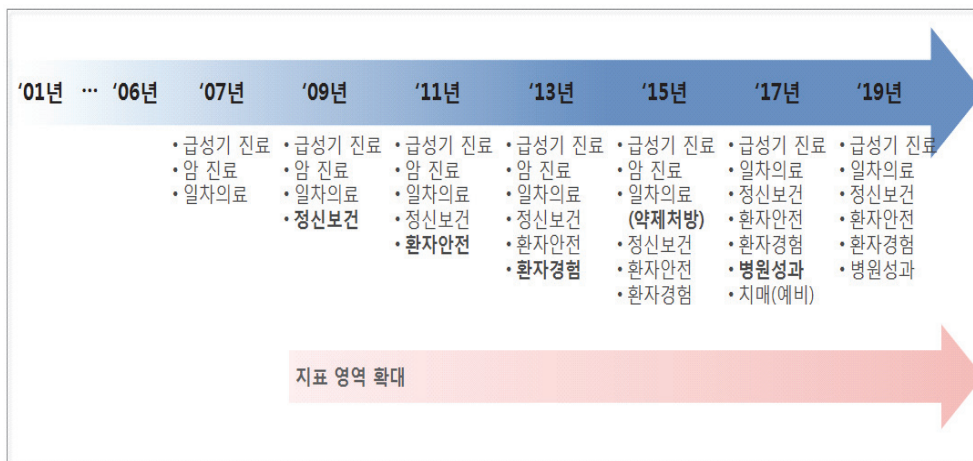 ‘01년 ··· ‘06년 ‘07년 ‘09년 ‘11년 ‘13년 ‘15년 ‘17년 ‘19년
• 급성기 진료
• 암 진료
• 일차의료
• 급성기 진료
• 암 진료
• 일차의료
• 정신보건
• 급성기 진료
• 암 진료
• 일차의료
• 정신보건
• 환자안전
• 급성기 진료
• 암 진료
• 일차의료
• 정신보건
• 환자안전
• 환자경험
• 급성기 진료
• 암 진료
• 일차의료
(약제처방)
• 정신보건
• 환자안전
• 환자경험
• 급성기 진료
• 일차의료
• 정신보건
• 환자안전
• 환자경험
• 병원성과
• 치매(예비)
• 급성기 진료
• 일차의료
• 정신보건
• 환자안전
• 환자경험
• 병원성과
지표 영역 확대